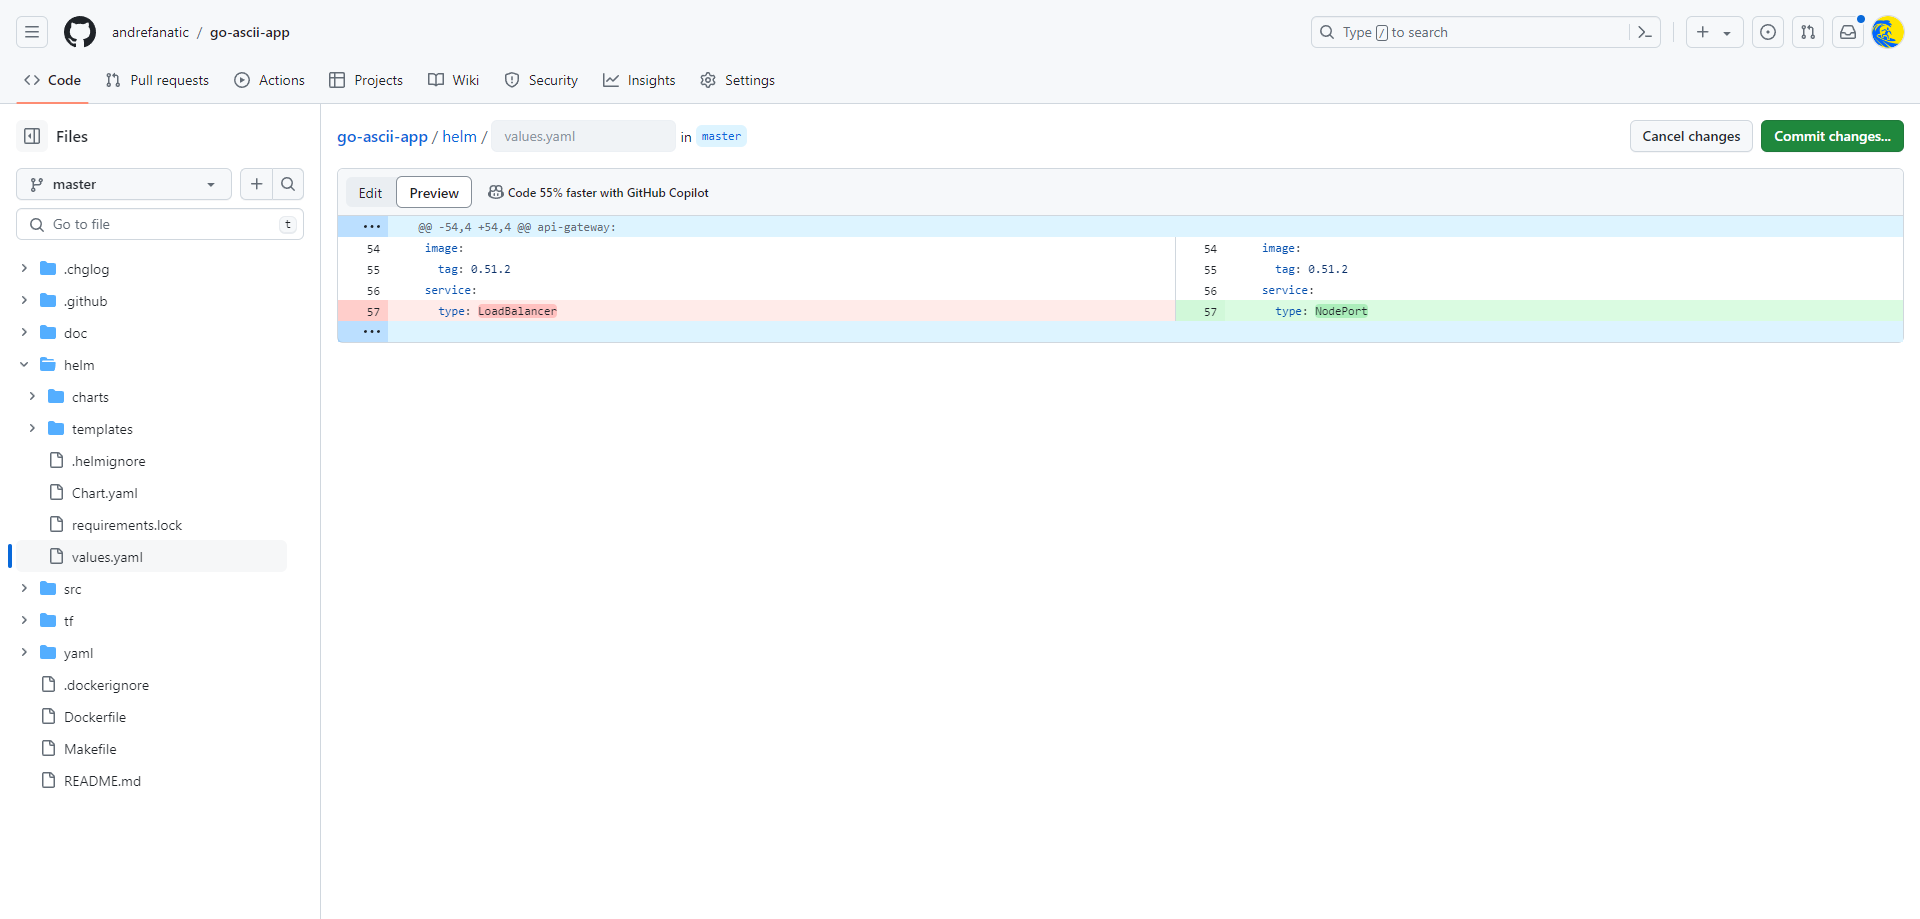 andrefanatic / go-ascii-app
Type / to search
Code
Pull requests
Actions
Projects
Wiki
Security
Insights
Settings
Files
master
Go to file
t
.chglog
.github
doc
helm
charts
templates
.helmignore
Chart.yaml
requirements.lock
values.yaml
src
tf
yaml
.dockerignore
Dockerfile
Makefile
README.md
go-ascii-app / helm / values.yaml in master
Cancel changes
Commit changes...
Edit
Preview
Code 55% faster with GitHub Copilot
@@ -54,4 +54,4 @@ api-gateway:
54 image:
55 tag: 0.51.2
56 service:
57 type: LoadBalancer
54 image:
55 tag: 0.51.2
56 service:
57 type: NodePort